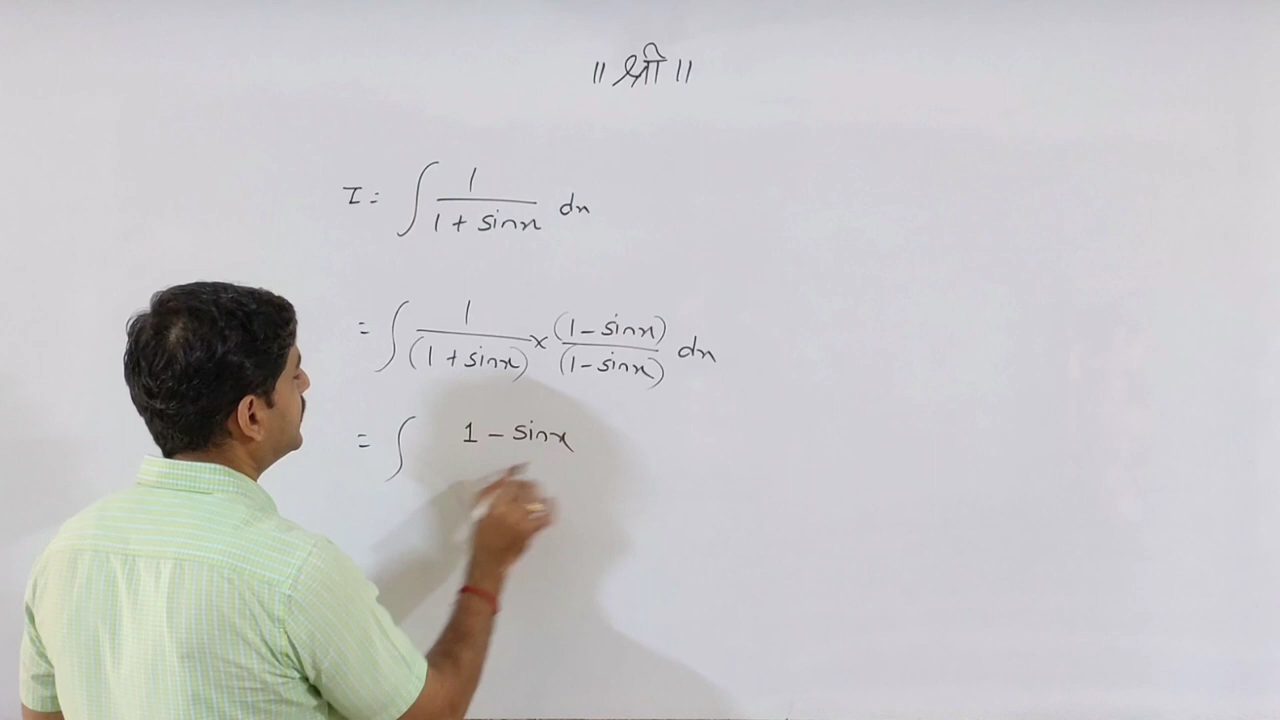 ॥ श्री ॥
I = ∫ 1/(1 + sinx) dx
= ∫ 1/(1 + sinx) × (1 - sinx)/(1 - sinx) dx
= ∫ 1 - sinx